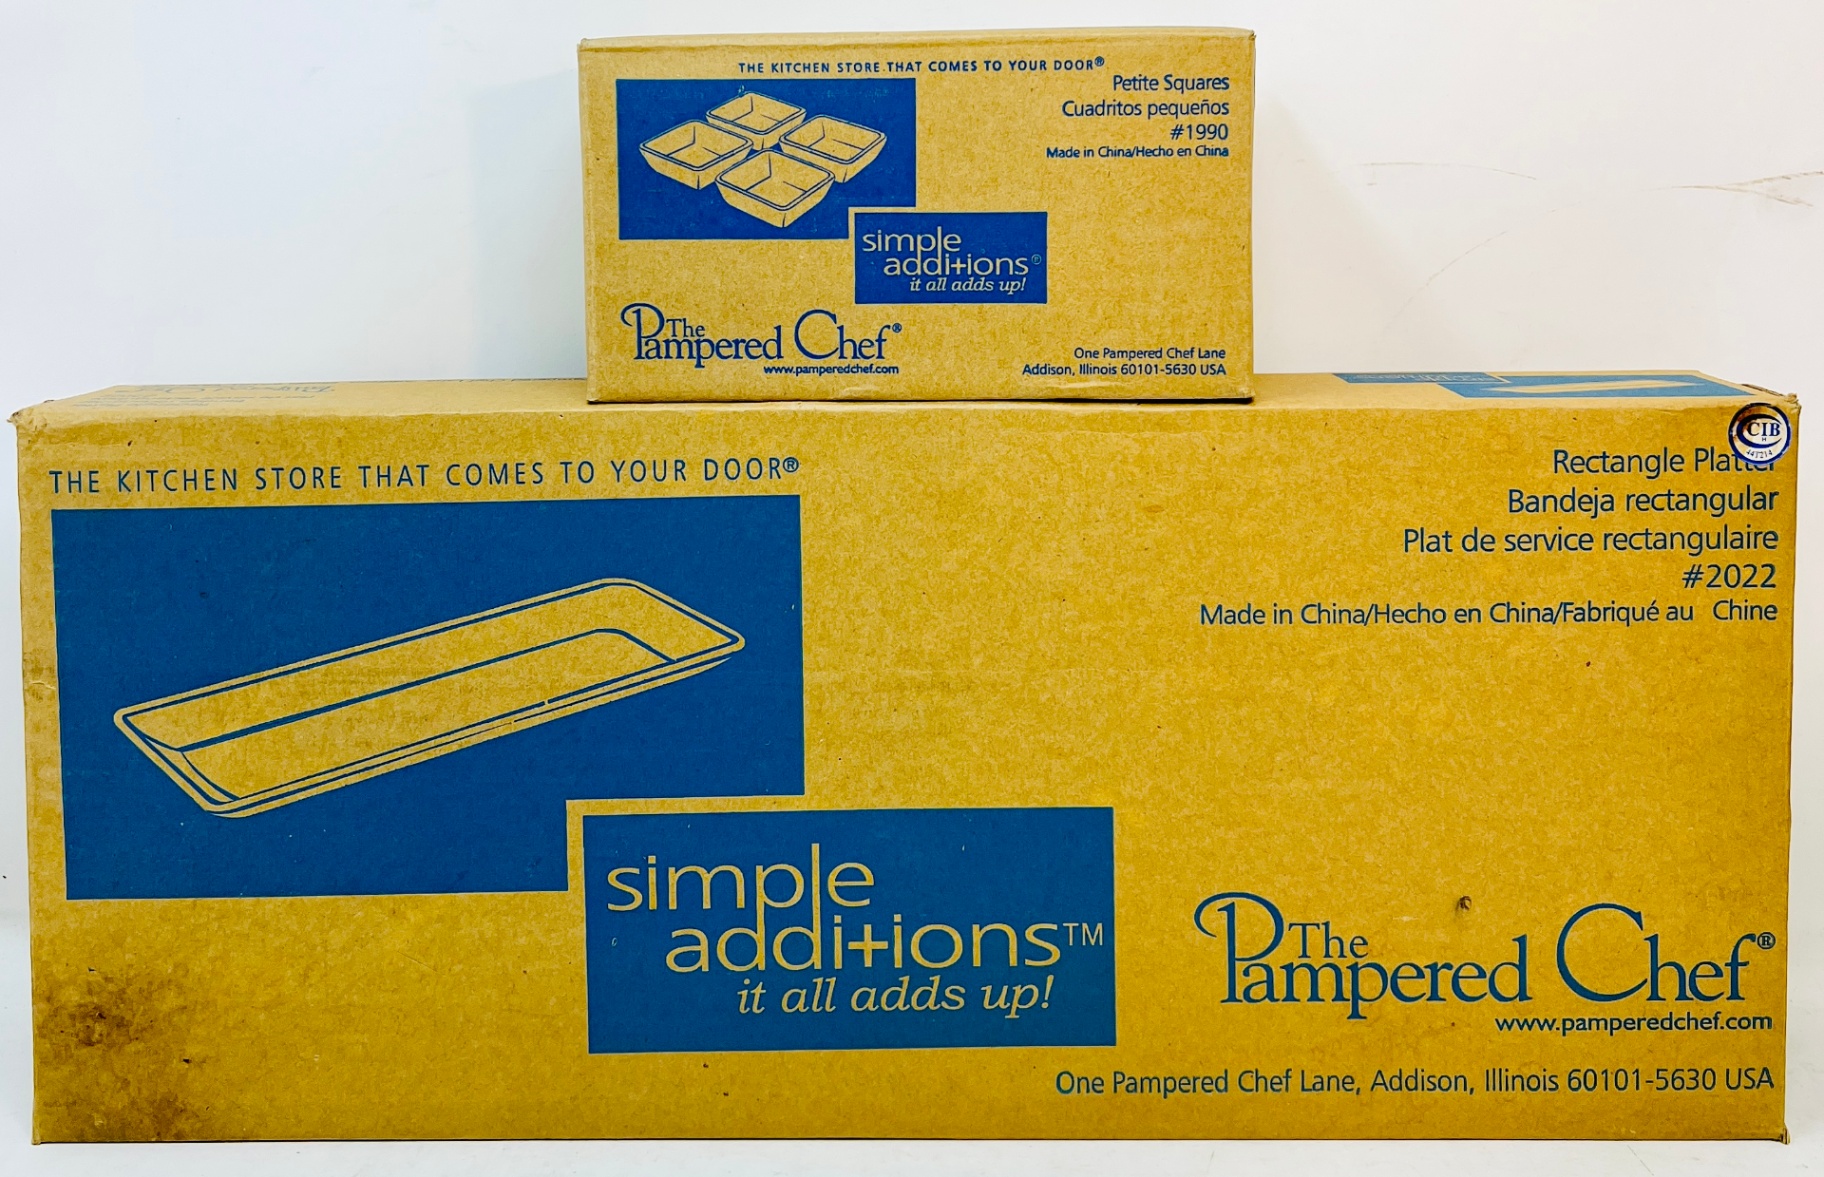 THE KITCHEN STORE THAT COMES TO YOUR DOOR®
Petite Squares
Cuadritos pequeños
#1990
Made in China/Hecho en China
simple
additions®
it all adds up!
The
Pampered Chef®
www.pamperedchef.com
One Pampered Chef Lane
Addison, Illinois 60101-5630 USA
THE KITCHEN STORE THAT COMES TO YOUR DOOR®
CIB
H
Rectangle Platter
Bandeja rectangular
Plat de service rectangulaire
#2022
Made in China/Hecho en China/Fabriqué au Chine
simple
additions™
it all adds up!
The
Pampered Chef®
www.pamperedchef.com
One Pampered Chef Lane, Addison, Illinois 60101-5630 USA